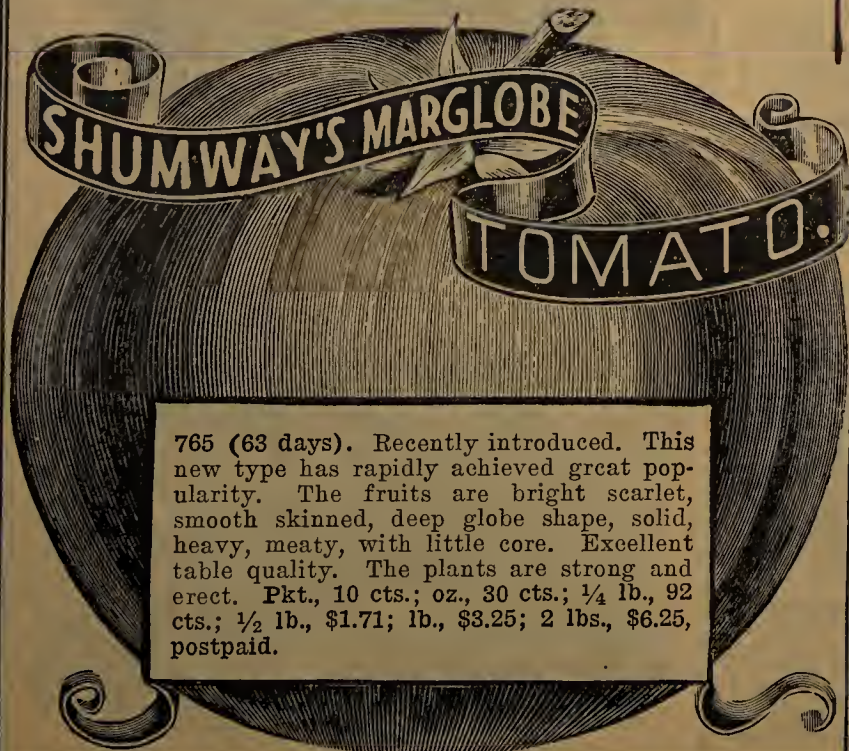 SHUMWAY'S MARGLOBE
TOMATO.
765 (63 days). Recently introduced. This
new type has rapidly achieved great pop-
ularity. The fruits are bright scarlet,
smooth skinned, deep globe shape, solid,
heavy, meaty, with little core. Excellent
table quality. The plants are strong and
erect. Pkt., 10 cts.; oz., 30 cts.; ¼ lb., 92
cts.; ½ lb., $1.71; lb., $3.25; 2 lbs., $6.25,
postpaid.